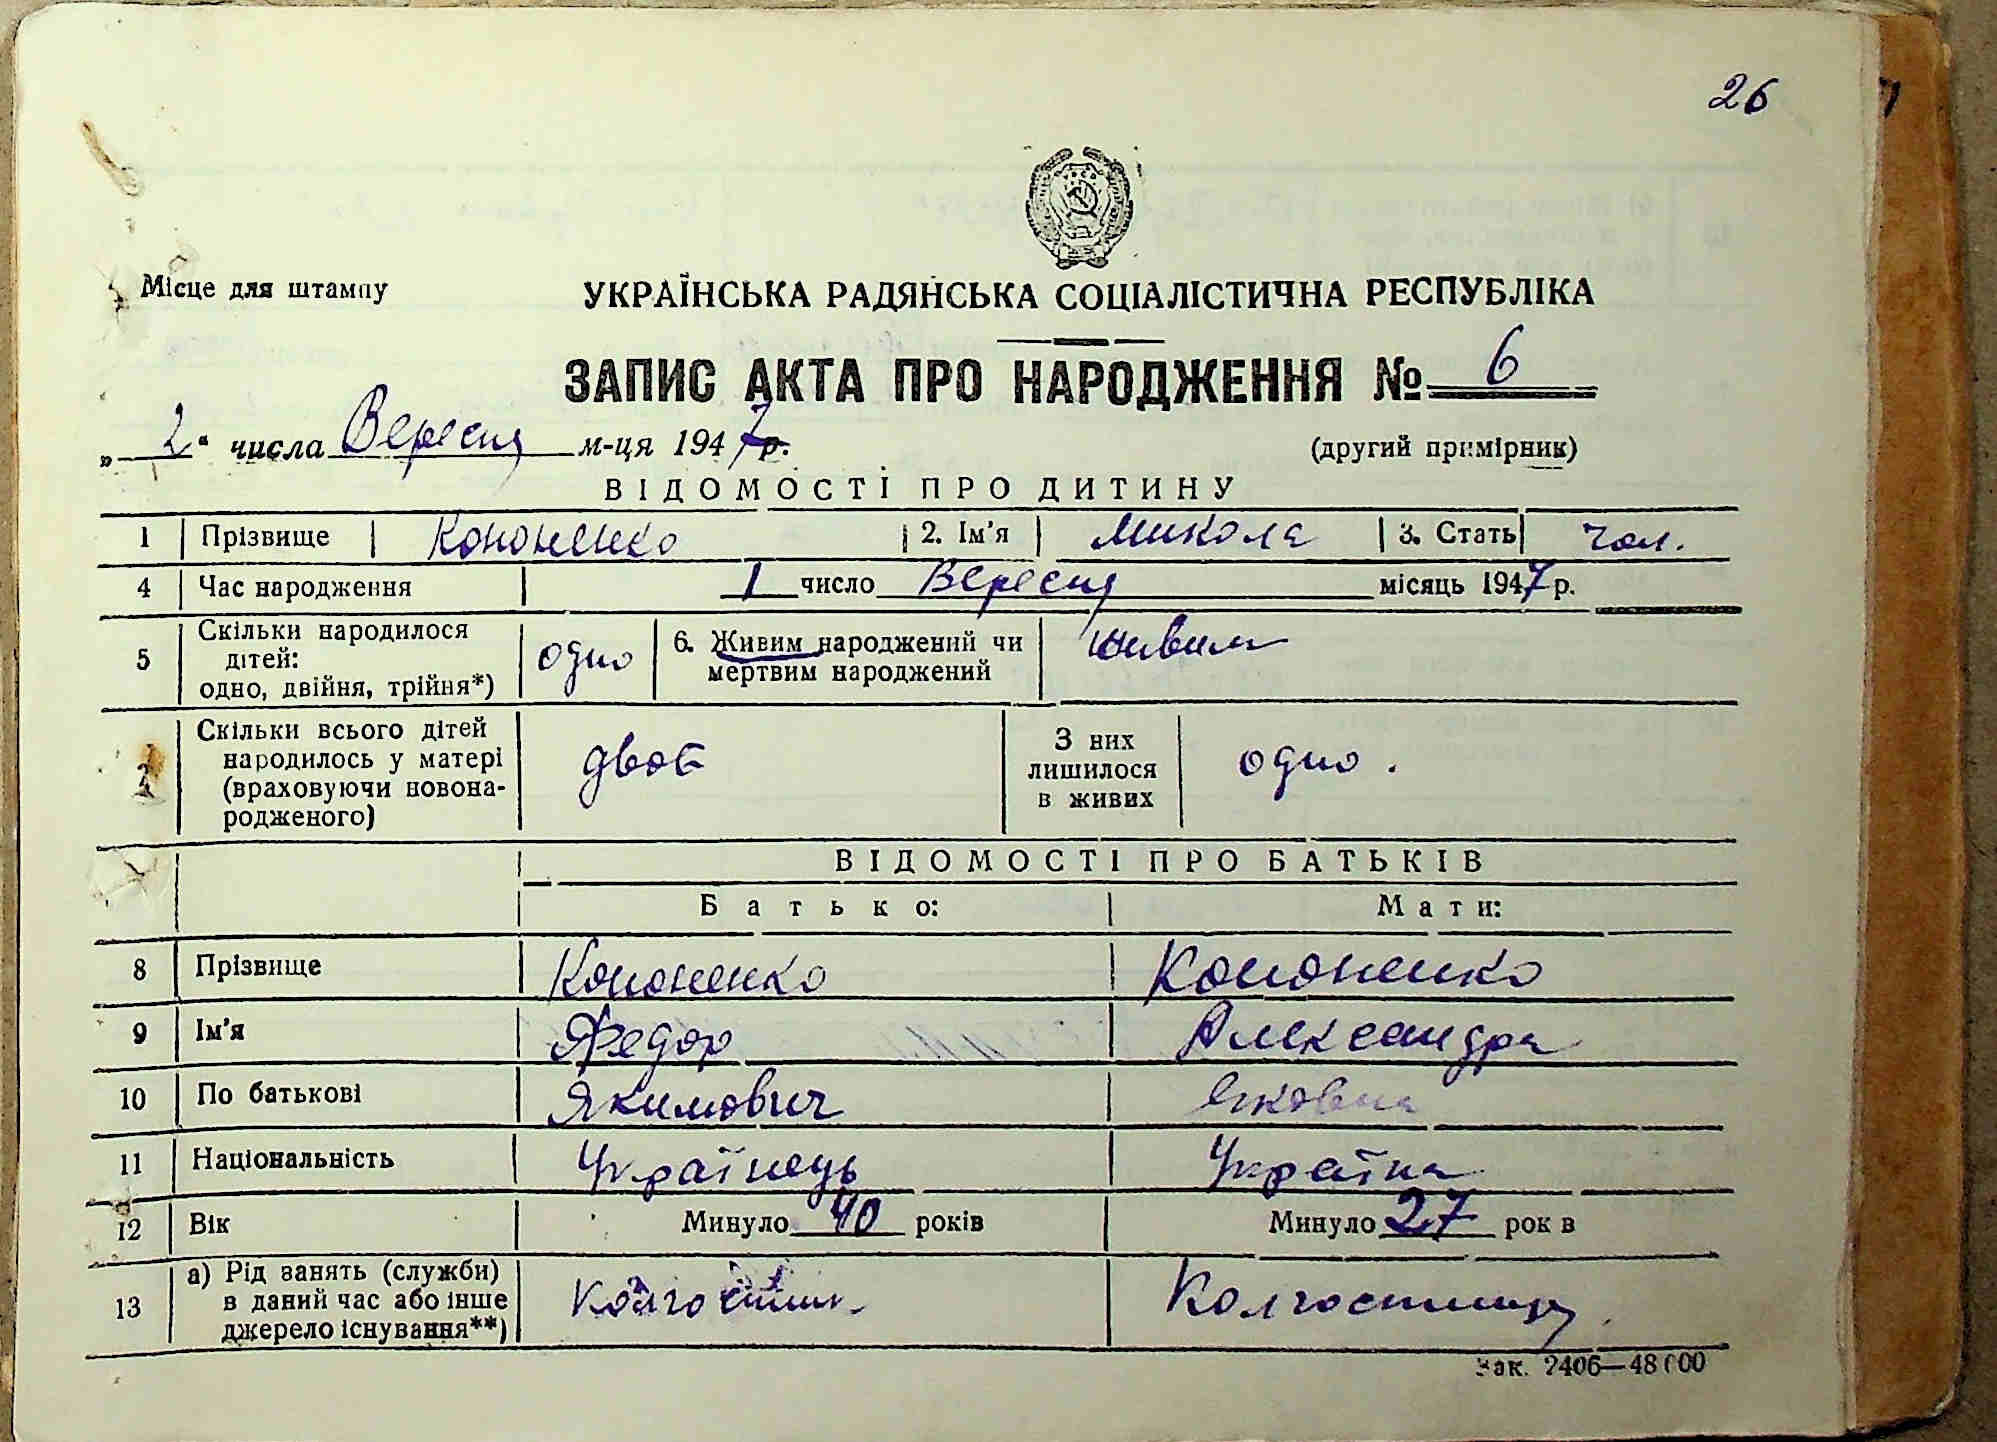 26
Місце для штампу
УКРАЇНСЬКА РАДЯНСЬКА СОЦІАЛІСТИЧНА РЕСПУБЛІКА
ЗАПИС АКТА ПРО НАРОДЖЕННЯ № 6
„ 2 “ числа Вересня м-ця 1947 р.
(другий примірник)
ВІДОМОСТІ ПРО ДИТИНУ
1 Прізвище Кононенко 2. Ім'я Микола 3. Стать чол.
4 Час народження 1 число Вересня місяць 1947 р.
5 Скільки народилося дітей: одно, двійня, трійня*) одно 6. Живим народжений чи мертвим народжений живим
Скільки всього дітей народилось у матері (враховуючи новонародженого) двоє З них лишилося в живих одно.
ВІДОМОСТІ ПРО БАТЬКІВ
Батько: Мати:
8 Прізвище Кононенко Кононенко
9 Ім'я Федор Александра
10 По батькові Якимович Яковна
11 Національність Українець Україна
12 Вік Минуло 40 років Минуло 27 рок в
13 а) Рід занять (служби) в даний час або інше джерело існування**) Колгоспник Колгоспниця
Зак. 2406—48000